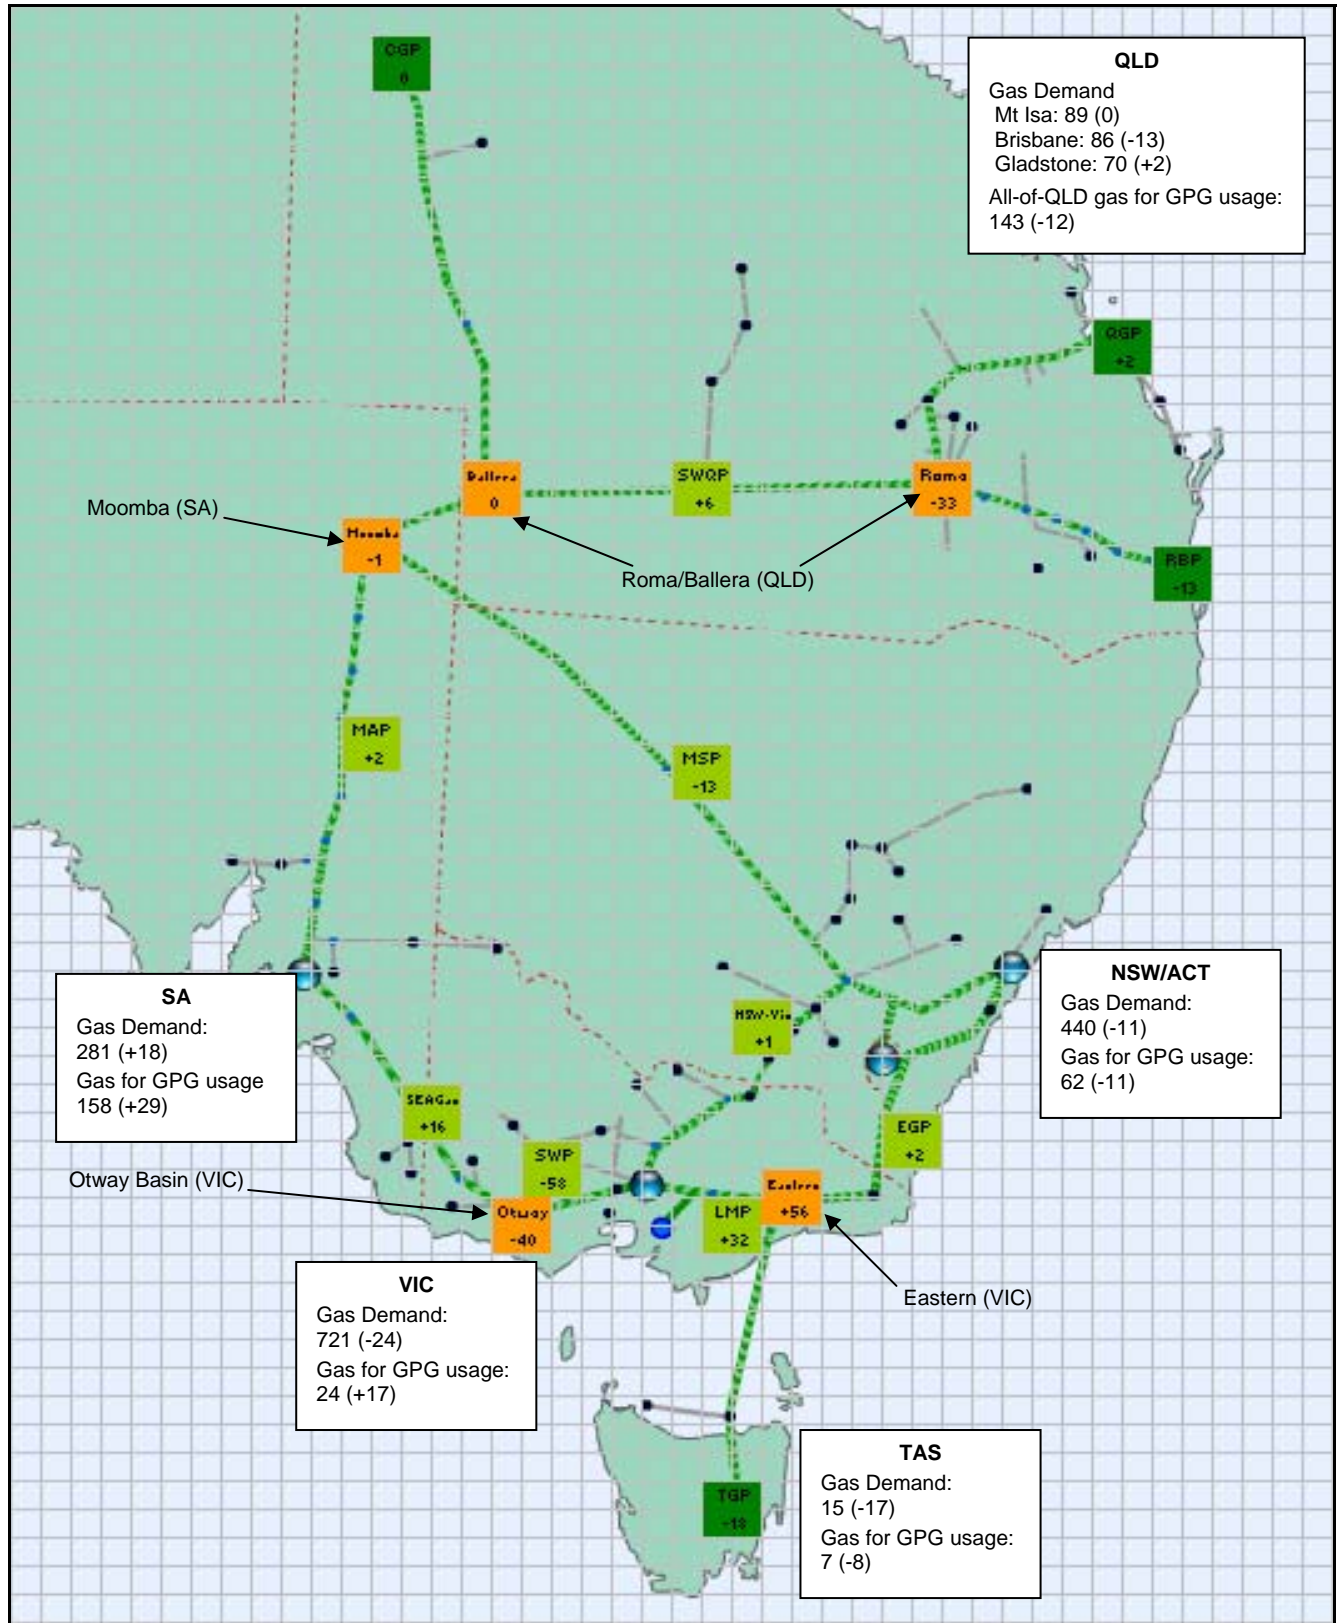 CGP
0
QLD
Gas Demand
Mt Isa: 89 (0)
Brisbane: 86 (-13)
Gladstone: 70 (+2)
All-of-QLD gas for GPG usage:
143 (-12)
QGP
+2
Ballera
0
SWQP
+6
Roma
-33
Moomba (SA)
Moomba
-1
Roma/Ballera (QLD)
RBP
-13
MAP
+2
MSP
-13
SA
Gas Demand:
281 (+18)
Gas for GPG usage
158 (+29)
NSW/ACT
Gas Demand:
440 (-11)
Gas for GPG usage:
62 (-11)
NSW-Vic
+1
SEAGas
+16
EGP
+2
SWP
-58
Otway Basin (VIC)
Otway
-40
LMP
+32
Eastern
+56
VIC
Gas Demand:
721 (-24)
Gas for GPG usage:
24 (+17)
Eastern (VIC)
TAS
Gas Demand:
15 (-17)
Gas for GPG usage:
7 (-8)
TGP
-18